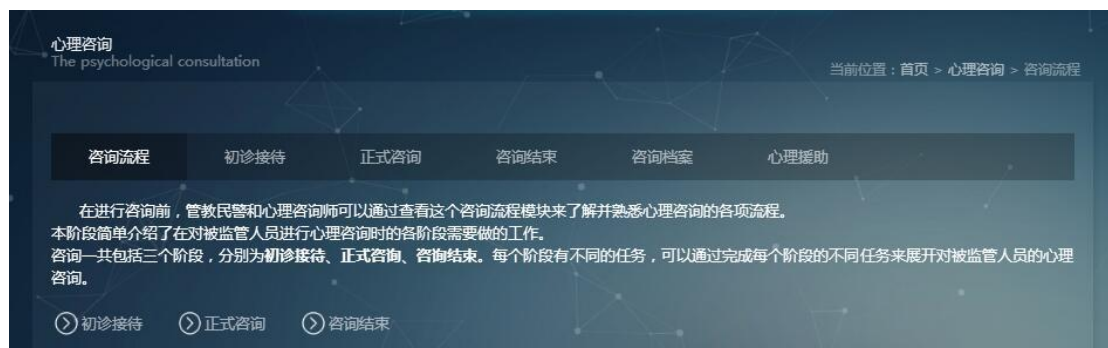 心理咨询
The psychological consultation
当前位置：首页 > 心理咨询 > 咨询流程
咨询流程 初诊接待 正式咨询 咨询结束 咨询档案 心理援助
在进行咨询前，管教民警和心理咨询师可以通过查看这个咨询流程模块来了解并熟悉心理咨询的各项流程。
本阶段简单介绍了在对被监管人员进行心理咨询时的各阶段需要做的工作。
咨询一共包括三个阶段，分别为初诊接待、正式咨询、咨询结束。每个阶段有不同的任务，可以通过完成每个阶段的不同任务来展开对被监管人员的心理
咨询。
初诊接待 正式咨询 咨询结束